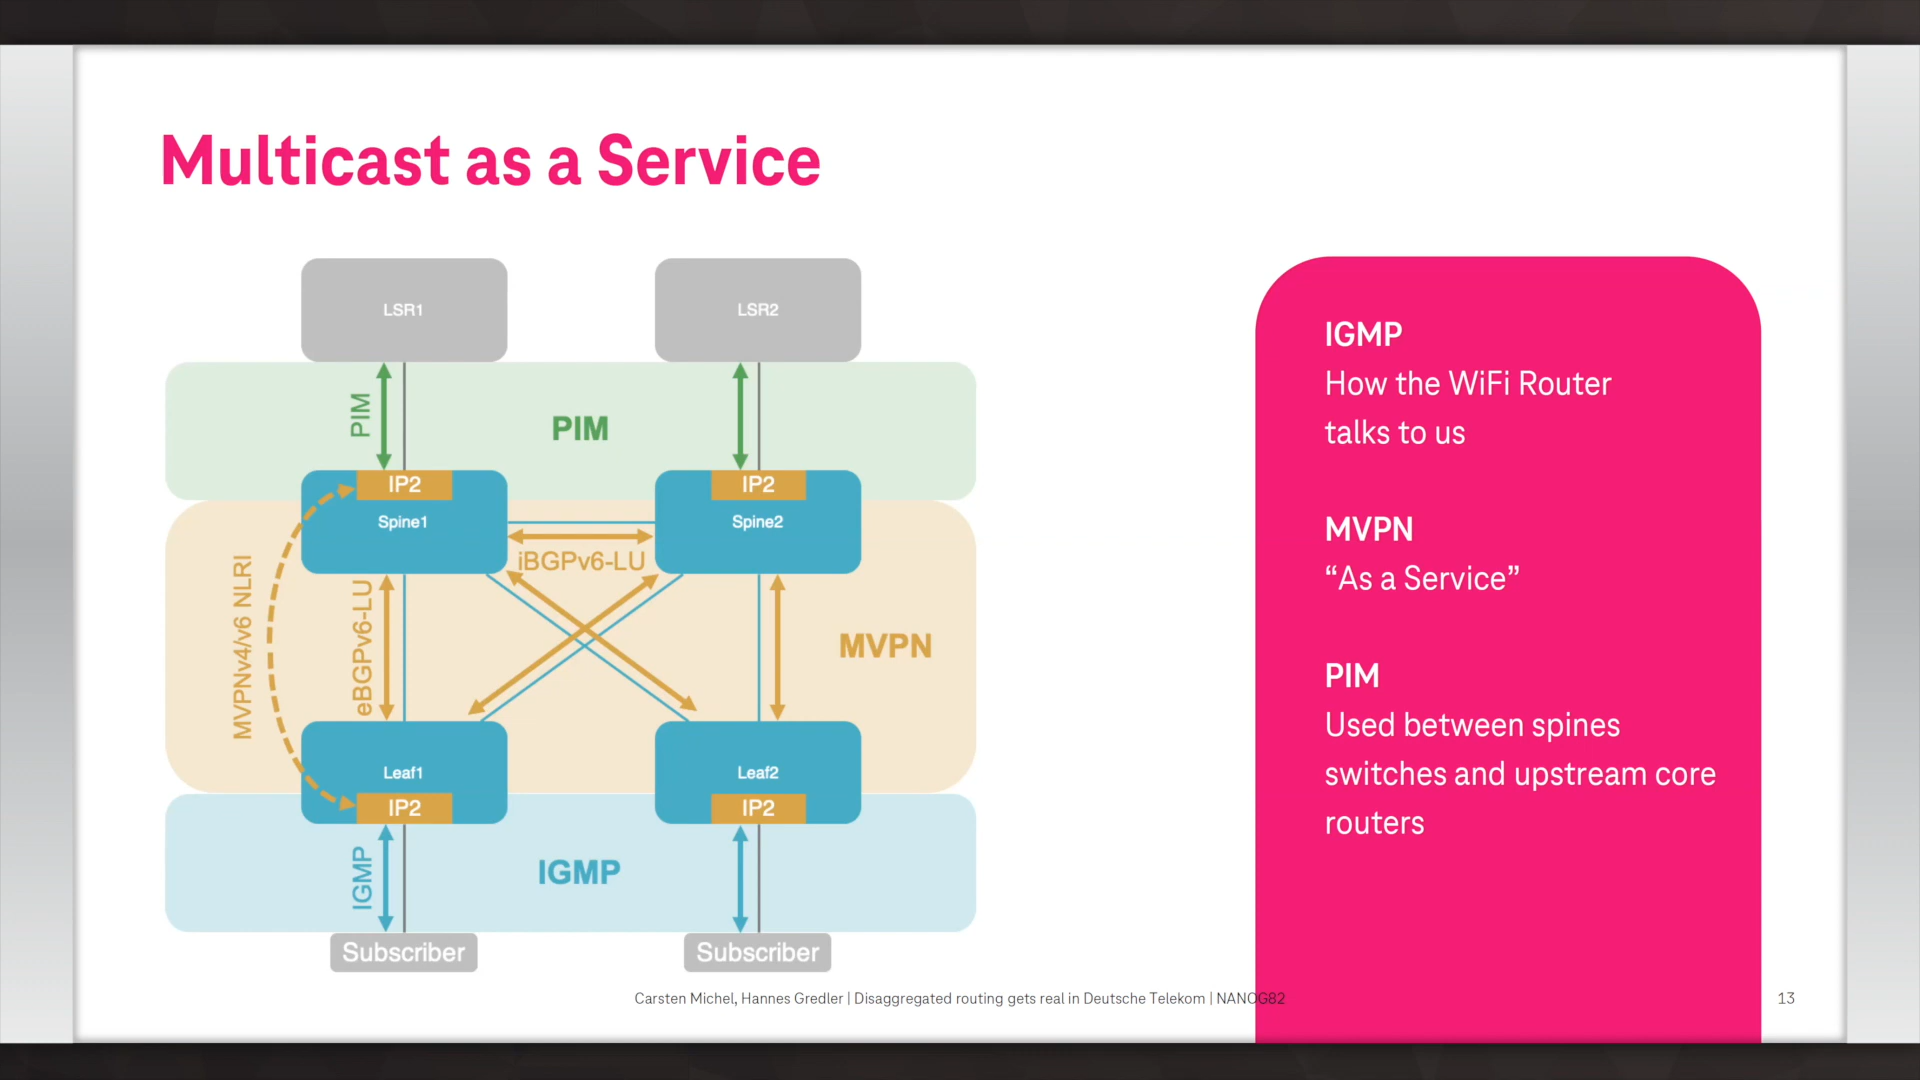 Multicast as a Service
LSR1
LSR2
PIM
PIM
IP2
Spine1
IP2
Spine2
iBGPv6-LU
MVPNv4/v6 NLRI
eBGPv6-LU
MVPN
Leaf1
IP2
Leaf2
IP2
IGMP
IGMP
Subscriber
Subscriber
IGMP
How the WiFi Router
talks to us
MVPN
“As a Service”
PIM
Used between spines
switches and upstream core
routers
Carsten Michel, Hannes Gredler | Disaggregated routing gets real in Deutsche Telekom | NANOG82
13